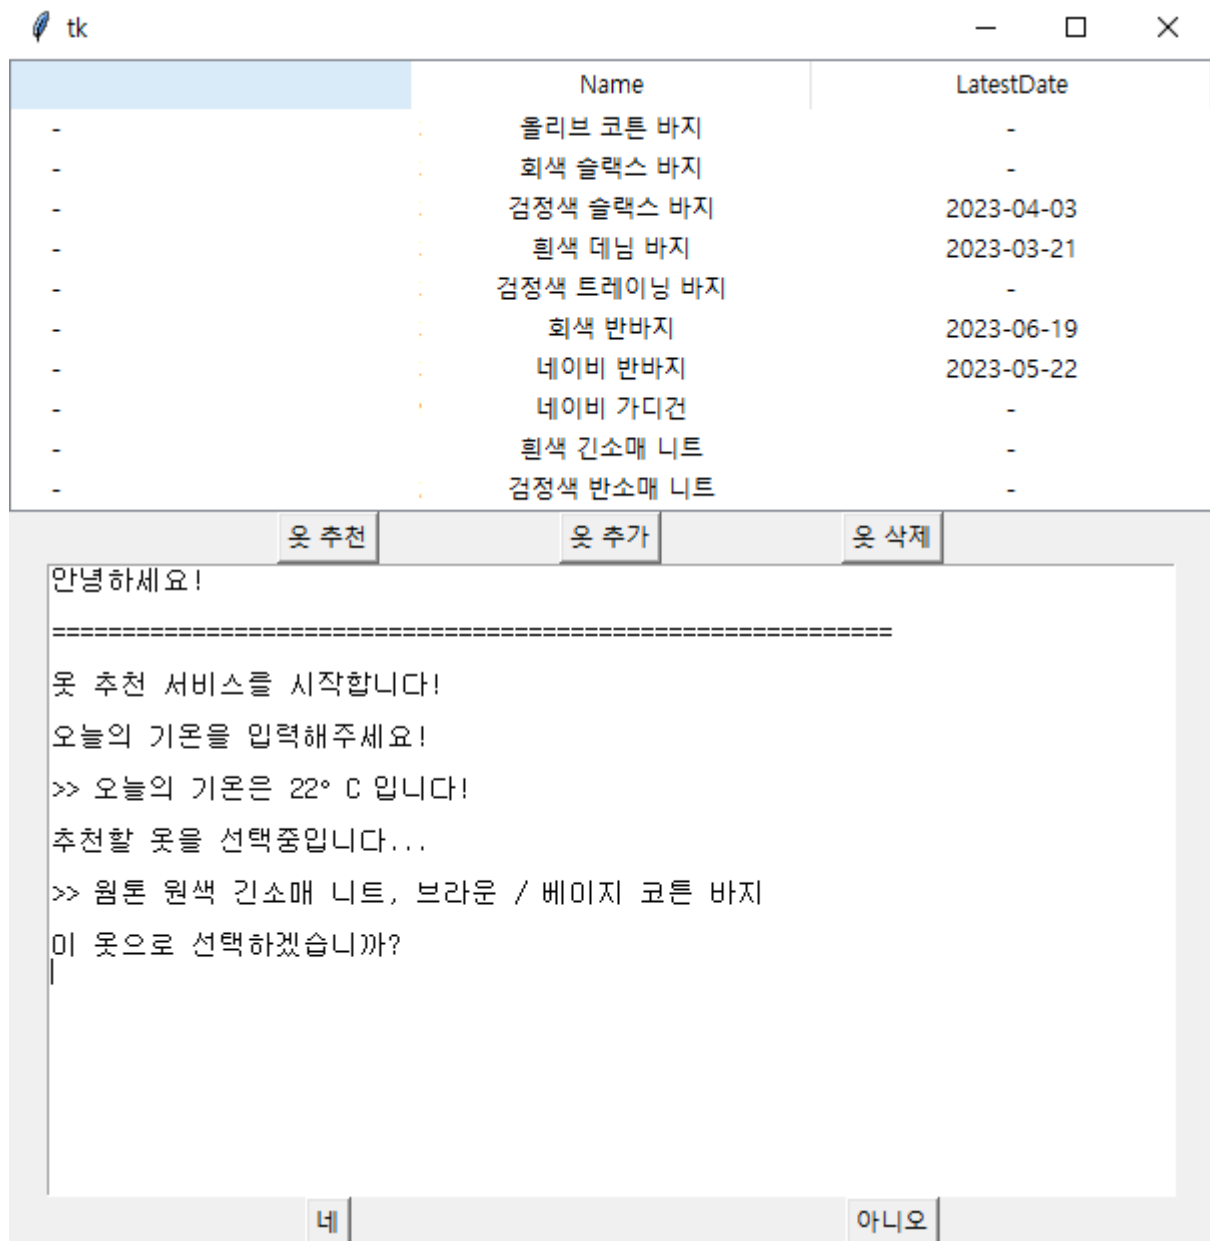 tk
Name LatestDate
- 올리브 코튼 바지 -
- 회색 슬랙스 바지 -
- 검정색 슬랙스 바지 2023-04-03
- 흰색 데님 바지 2023-03-21
- 검정색 트레이닝 바지 -
- 회색 반바지 2023-06-19
- 네이비 반바지 2023-05-22
- 네이비 가디건 -
- 흰색 긴소매 니트 -
- 검정색 반소매 니트 -
옷 추천 옷 추가 옷 삭제
안녕하세요!
============================================================
옷 추천 서비스를 시작합니다!
오늘의 기온을 입력해주세요!
>> 오늘의 기온은 22° C 입니다!
추천할 옷을 선택중입니다...
>> 웜톤 원색 긴소매 니트, 브라운 / 베이지 코튼 바지
이 옷으로 선택하겠습니까?
네 아니오